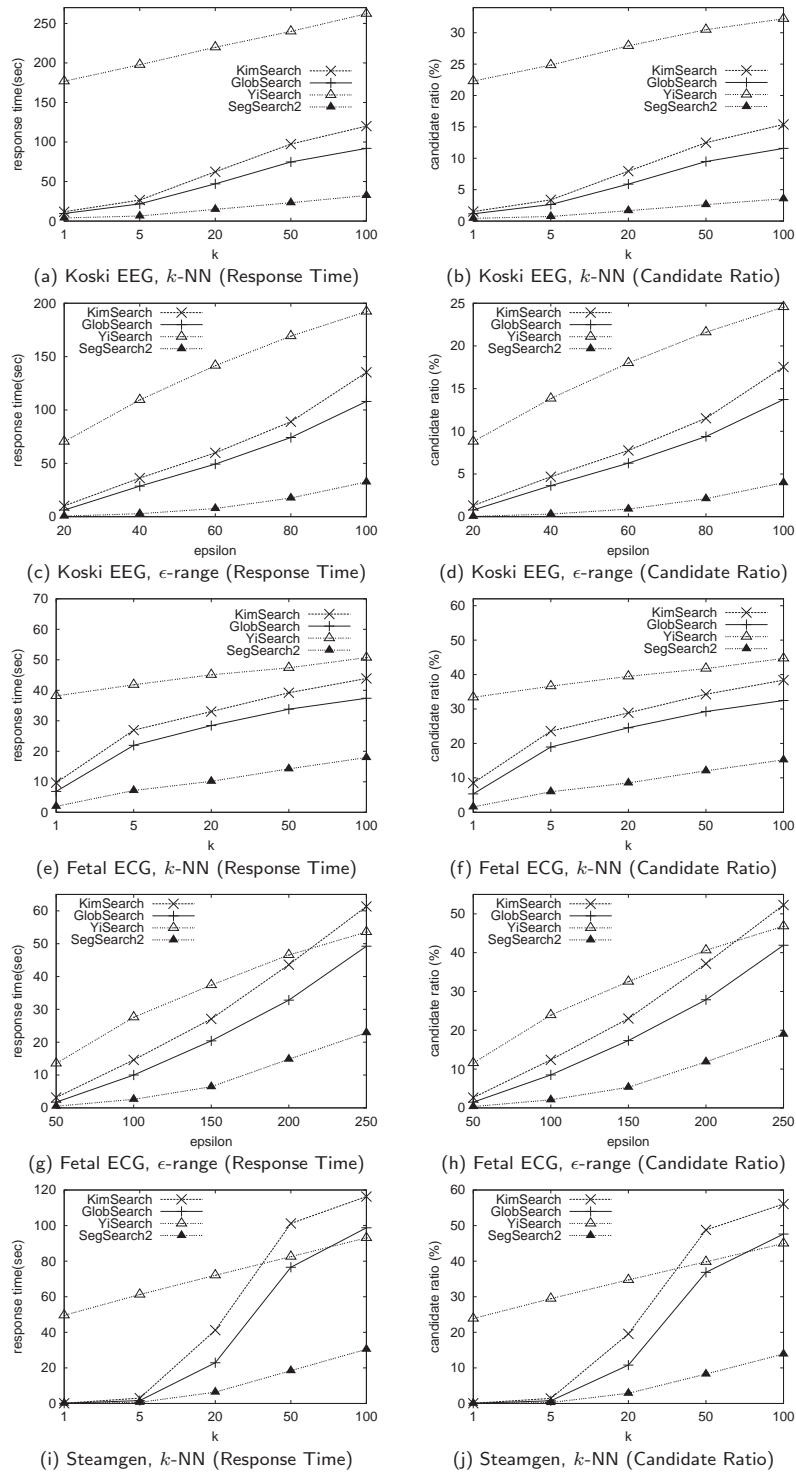 response time(sec)
250
200
150
100
50
0
KimSearch
GlobSearch
YiSearch
SegSearch2
1 5 20 50 100
k
(a) Koski EEG, k-NN (Response Time)
candidate ratio (%)
30
25
20
15
10
5
0
KimSearch
GlobSearch
YiSearch
SegSearch2
1 5 20 50 100
k
(b) Koski EEG, k-NN (Candidate Ratio)
response time(sec)
200
150
100
50
0
KimSearch
GlobSearch
YiSearch
SegSearch2
20 40 60 80 100
epsilon
(c) Koski EEG, ϵ-range (Response Time)
candidate ratio (%)
25
20
15
10
5
0
KimSearch
GlobSearch
YiSearch
SegSearch2
20 40 60 80 100
epsilon
(d) Koski EEG, ϵ-range (Candidate Ratio)
response time(sec)
70
60
50
40
30
20
10
0
KimSearch
GlobSearch
YiSearch
SegSearch2
1 5 20 50 100
k
(e) Fetal ECG, k-NN (Response Time)
candidate ratio (%)
60
50
40
30
20
10
0
KimSearch
GlobSearch
YiSearch
SegSearch2
1 5 20 50 100
k
(f) Fetal ECG, k-NN (Candidate Ratio)
response time(sec)
60
50
40
30
20
10
0
KimSearch
GlobSearch
YiSearch
SegSearch2
50 100 150 200 250
epsilon
(g) Fetal ECG, ϵ-range (Response Time)
candidate ratio (%)
50
40
30
20
10
0
KimSearch
GlobSearch
YiSearch
SegSearch2
50 100 150 200 250
epsilon
(h) Fetal ECG, ϵ-range (Candidate Ratio)
response time(sec)
120
100
80
60
40
20
0
KimSearch
GlobSearch
YiSearch
SegSearch2
1 5 20 50 100
k
(i) Steamgen, k-NN (Response Time)
candidate ratio (%)
60
50
40
30
20
10
0
KimSearch
GlobSearch
YiSearch
SegSearch2
1 5 20 50 100
k
(j) Steamgen, k-NN (Candidate Ratio)